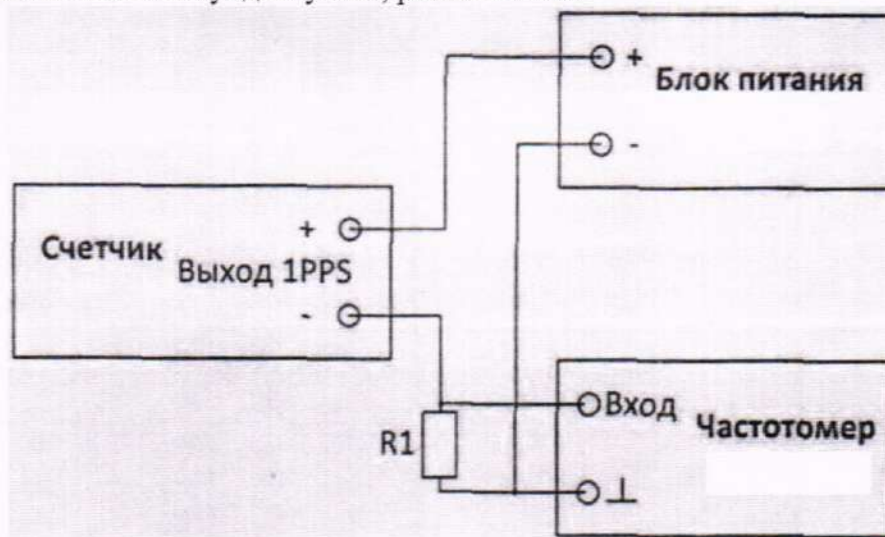 +
Блок питания
-
+
Счетчик
Выход 1PPS
-
Вход
Частотомер
R1
⊥